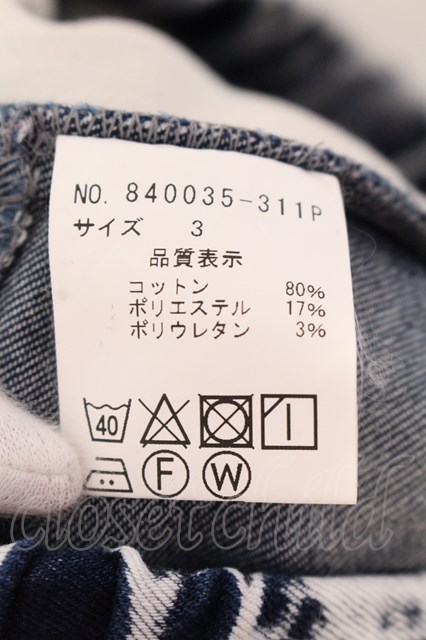 NO. 840035-311P
サイズ 3
品質表示
コットン 80%
ポリエステル 17%
ポリウレタン 3%
40
F W
closet child